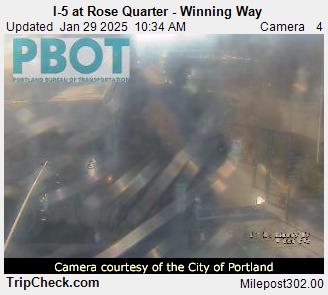 I-5 at Rose Quarter - Winning Way
Updated Jan 29 2025 10:34 AM Camera 4
PBOT
PORTLAND BUREAU OF TRANSPORTATION
Camera courtesy of the City of Portland
TripCheck.com Milepost302.00